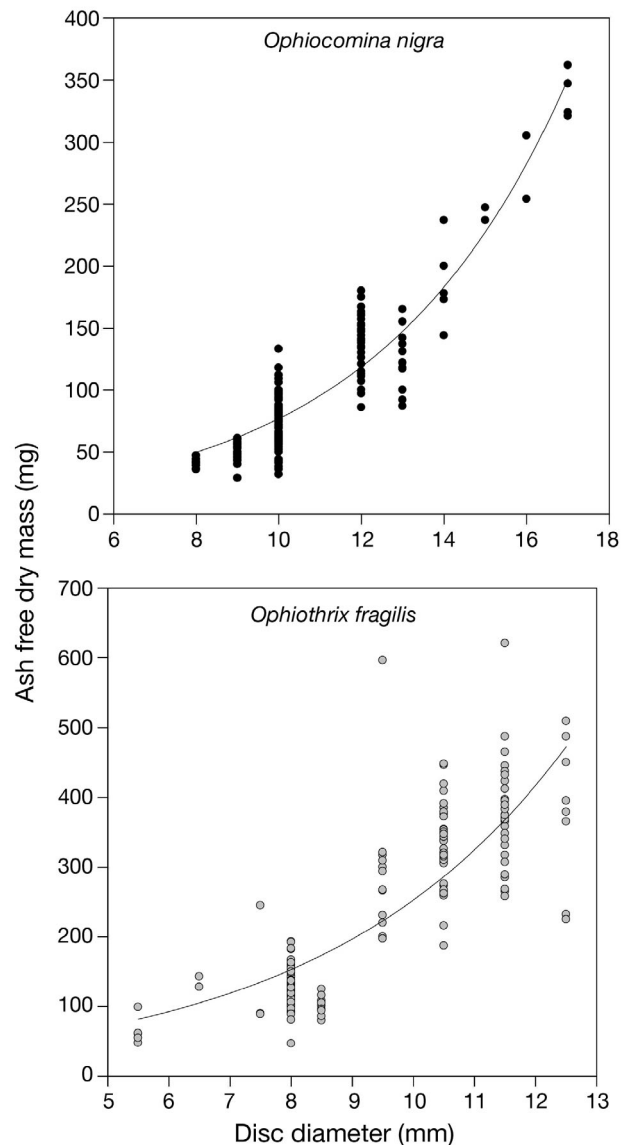 Ophiocomina nigra
400
350
300
250
200
150
100
50
0
6 8 10 12 14 16 18
Ash free dry mass (mg)
Ophiothrix fragilis
700
600
500
400
300
200
100
0
5 6 7 8 9 10 11 12 13
Disc diameter (mm)